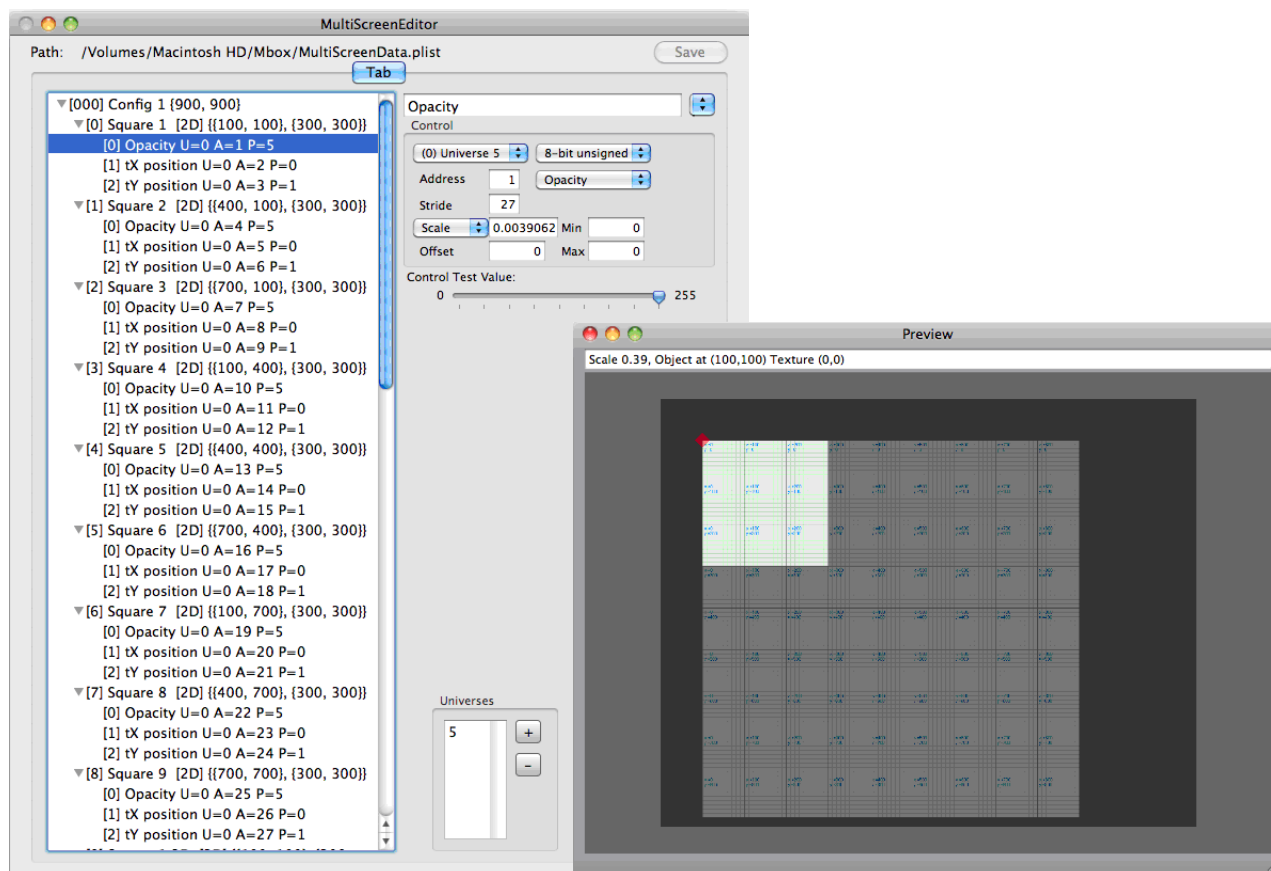 MultiScreenEditor
Path: /Volumes/Macintosh HD/Mbox/MultiScreenData.plist
Save
Tab
[000] Config 1 {900, 900}
[0] Square 1 [2D] {{100, 100}, {300, 300}}
[0] Opacity U=0 A=1 P=5
[1] tX position U=0 A=2 P=0
[2] tY position U=0 A=3 P=1
[1] Square 2 [2D] {{400, 100}, {300, 300}}
[0] Opacity U=0 A=4 P=5
[1] tX position U=0 A=5 P=0
[2] tY position U=0 A=6 P=1
[2] Square 3 [2D] {{700, 100}, {300, 300}}
[0] Opacity U=0 A=7 P=5
[1] tX position U=0 A=8 P=0
[2] tY position U=0 A=9 P=1
[3] Square 4 [2D] {{100, 400}, {300, 300}}
[0] Opacity U=0 A=10 P=5
[1] tX position U=0 A=11 P=0
[2] tY position U=0 A=12 P=1
[4] Square 5 [2D] {{400, 400}, {300, 300}}
[0] Opacity U=0 A=13 P=5
[1] tX position U=0 A=14 P=0
[2] tY position U=0 A=15 P=1
[5] Square 6 [2D] {{700, 400}, {300, 300}}
[0] Opacity U=0 A=16 P=5
[1] tX position U=0 A=17 P=0
[2] tY position U=0 A=18 P=1
[6] Square 7 [2D] {{100, 700}, {300, 300}}
[0] Opacity U=0 A=19 P=5
[1] tX position U=0 A=20 P=0
[2] tY position U=0 A=21 P=1
[7] Square 8 [2D] {{400, 700}, {300, 300}}
[0] Opacity U=0 A=22 P=5
[1] tX position U=0 A=23 P=0
[2] tY position U=0 A=24 P=1
[8] Square 9 [2D] {{700, 700}, {300, 300}}
[0] Opacity U=0 A=25 P=5
[1] tX position U=0 A=26 P=0
[2] tY position U=0 A=27 P=1
Opacity
Control
(0) Universe 5 8-bit unsigned
Address 1 Opacity
Stride 27
Scale 0.0039062 Min 0
Offset 0 Max 0
Control Test Value:
0 255
Universes
5
+
-
Preview
Scale 0.39, Object at (100,100) Texture (0,0)